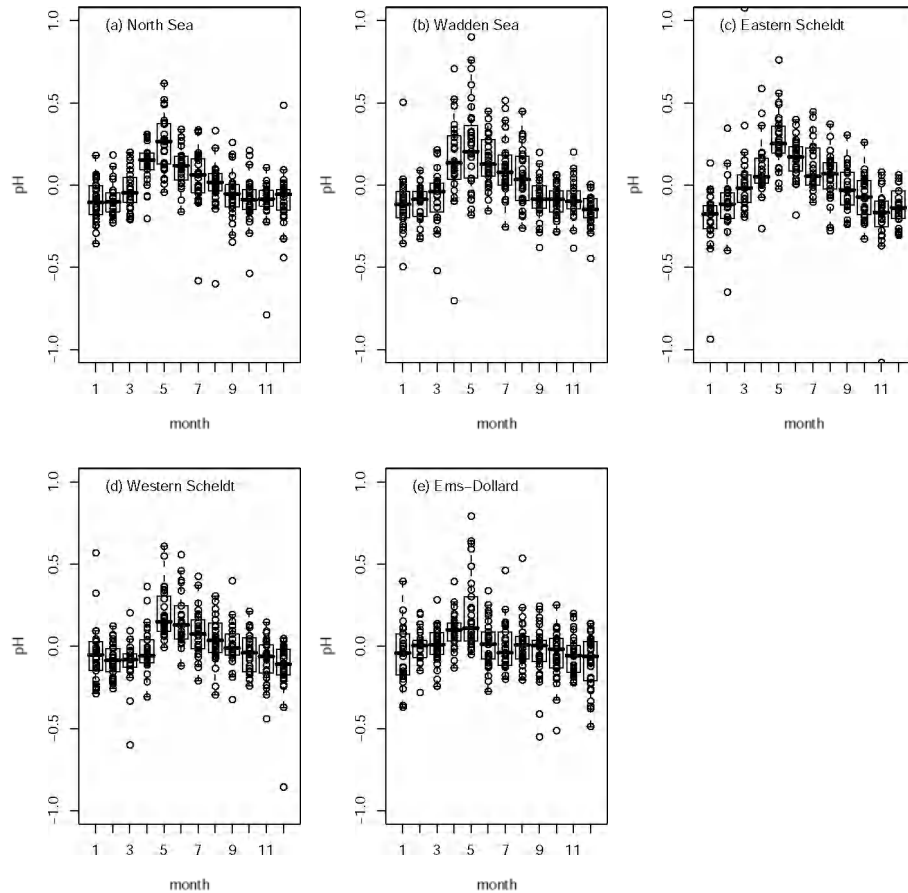 (a) North Sea
1.0
0.5
0.0
−0.5
−1.0
pH
1 3 5 7 9 11
month
(b) Wadden Sea
1.0
0.5
0.0
−0.5
−1.0
pH
1 3 5 7 9 11
month
(c) Eastern Scheldt
1.0
0.5
0.0
−0.5
−1.0
pH
1 3 5 7 9 11
month
(d) Western Scheldt
1.0
0.5
0.0
−0.5
−1.0
pH
1 3 5 7 9 11
month
(e) Ems−Dollard
1.0
0.5
0.0
−0.5
−1.0
pH
1 3 5 7 9 11
month